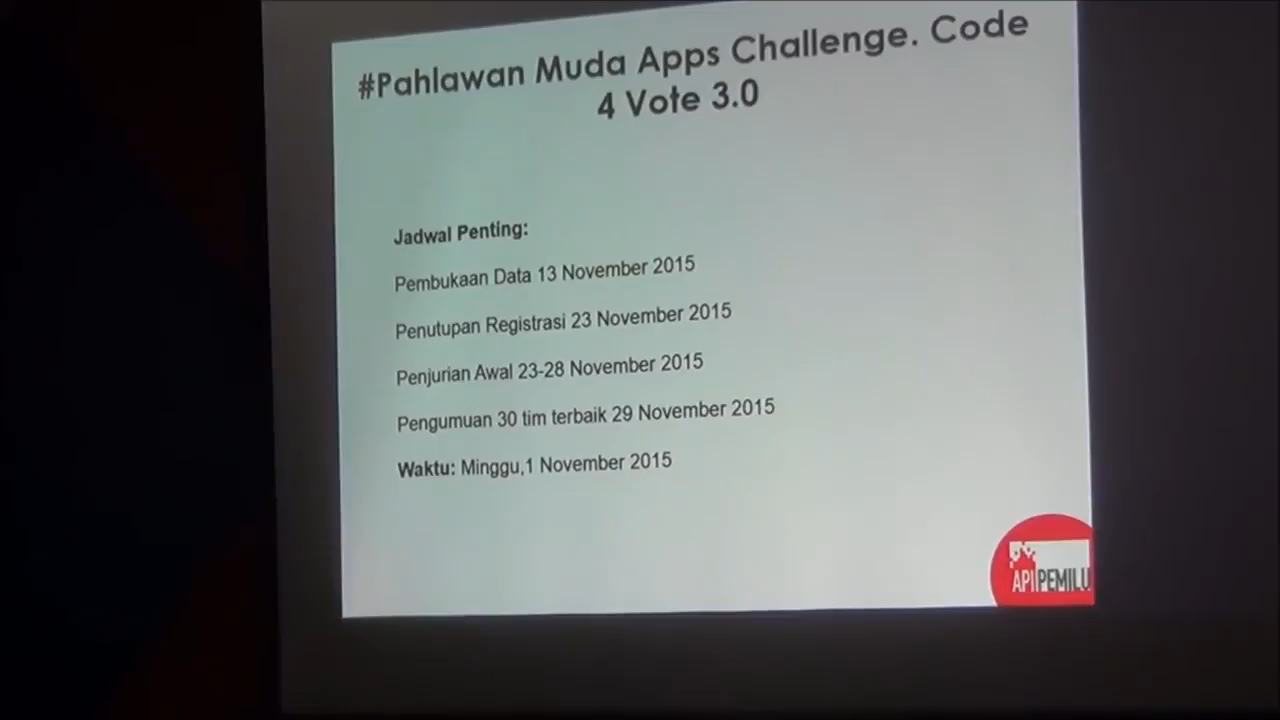 #Pahlawan Muda Apps Challenge. Code
4 Vote 3.0
Jadwal Penting:
Pembukaan Data 13 November 2015
Penutupan Registrasi 23 November 2015
Penjurian Awal 23-28 November 2015
Pengumuan 30 tim terbaik 29 November 2015
Waktu: Minggu,1 November 2015
API PEMILU